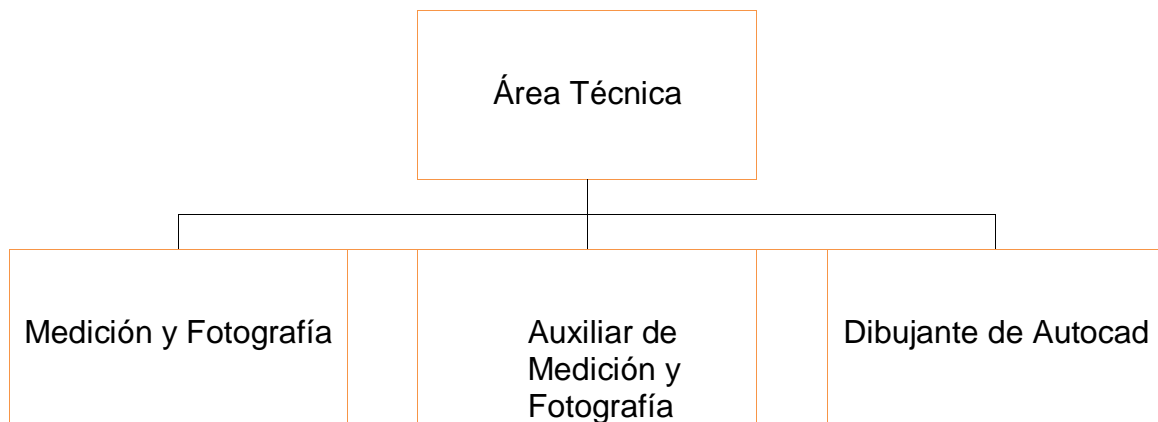 Área Técnica
Medición y Fotografía
Auxiliar de
Medición y
Fotografía
Dibujante de Autocad